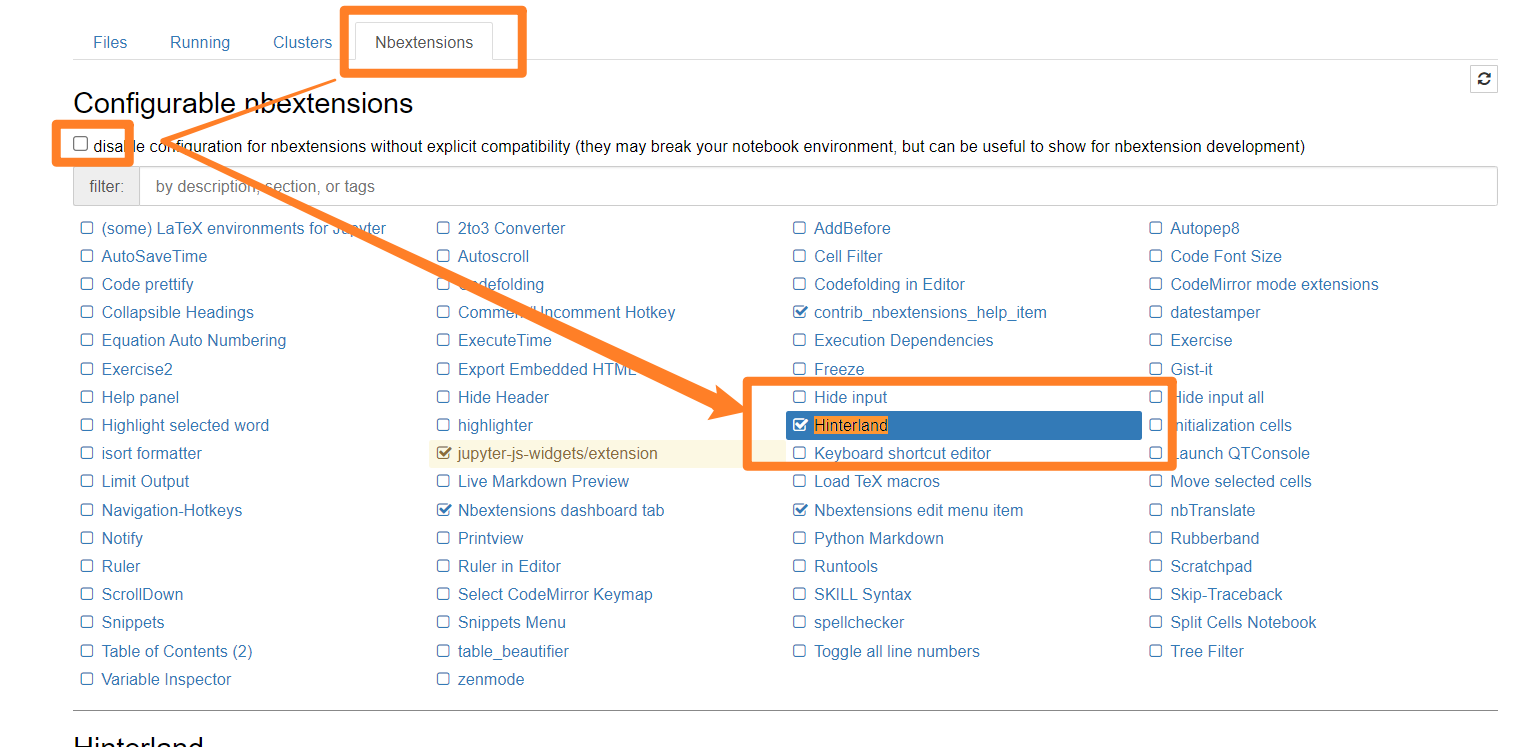 Files Running Clusters Nbextensions
Configurable nbextensions
disable configuration for nbextensions without explicit compatibility (they may break your notebook environment, but can be useful to show for nbextension development)
filter: by description, section, or tags
(some) LaTeX environments for Jupyter 2to3 Converter AddBefore Autopep8
AutoSaveTime Autoscroll Cell Filter Code Font Size
Code prettify Codefolding Codefolding in Editor CodeMirror mode extensions
Collapsible Headings Comment/Uncomment Hotkey contrib_nbextensions_help_item datestamper
Equation Auto Numbering ExecuteTime Execution Dependencies Exercise
Exercise2 Export Embedded HTML Freeze Gist-it
Help panel Hide Header Hide input Hide input all
Highlight selected word highlighter Hinterland Initialization cells
isort formatter jupyter-js-widgets/extension Keyboard shortcut editor Launch QTConsole
Limit Output Live Markdown Preview Load TeX macros Move selected cells
Navigation-Hotkeys Nbextensions dashboard tab Nbextensions edit menu item nbTranslate
Notify Printview Python Markdown Rubberband
Ruler Ruler in Editor Runtools Scratchpad
ScrollDown Select CodeMirror Keymap SKILL Syntax Skip-Traceback
Snippets Snippets Menu spellchecker Split Cells Notebook
Table of Contents (2) table_beautifier Toggle all line numbers Tree Filter
Variable Inspector zenmode
Hinterland